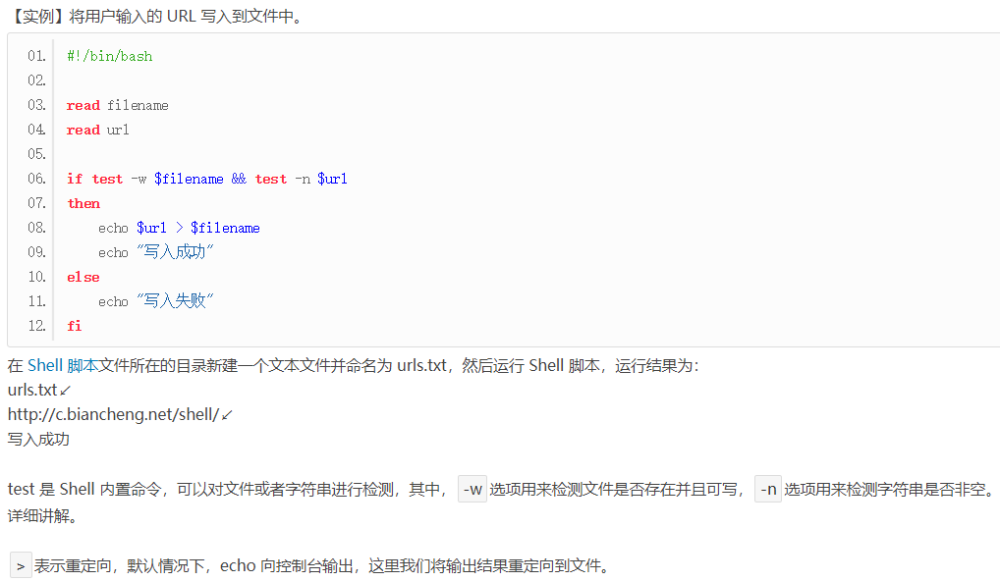 【实例】将用户输入的 URL 写入到文件中。
01. #!/bin/bash
02.
03. read filename
04. read url
05.
06. if test -w $filename && test -n $url
07. then
08.     echo $url > $filename
09.     echo "写入成功"
10. else
11.     echo "写入失败"
12. fi
在 Shell 脚本文件所在的目录新建一个文本文件并命名为 urls.txt，然后运行 Shell 脚本，运行结果为：
urls.txt↙
http://c.biancheng.net/shell/↙
写入成功
test 是 Shell 内置命令，可以对文件或者字符串进行检测，其中， -w 选项用来检测文件是否存在并且可写， -n 选项用来检测字符串是否非空。
详细讲解。
> 表示重定向，默认情况下，echo 向控制台输出，这里我们将输出结果重定向到文件。